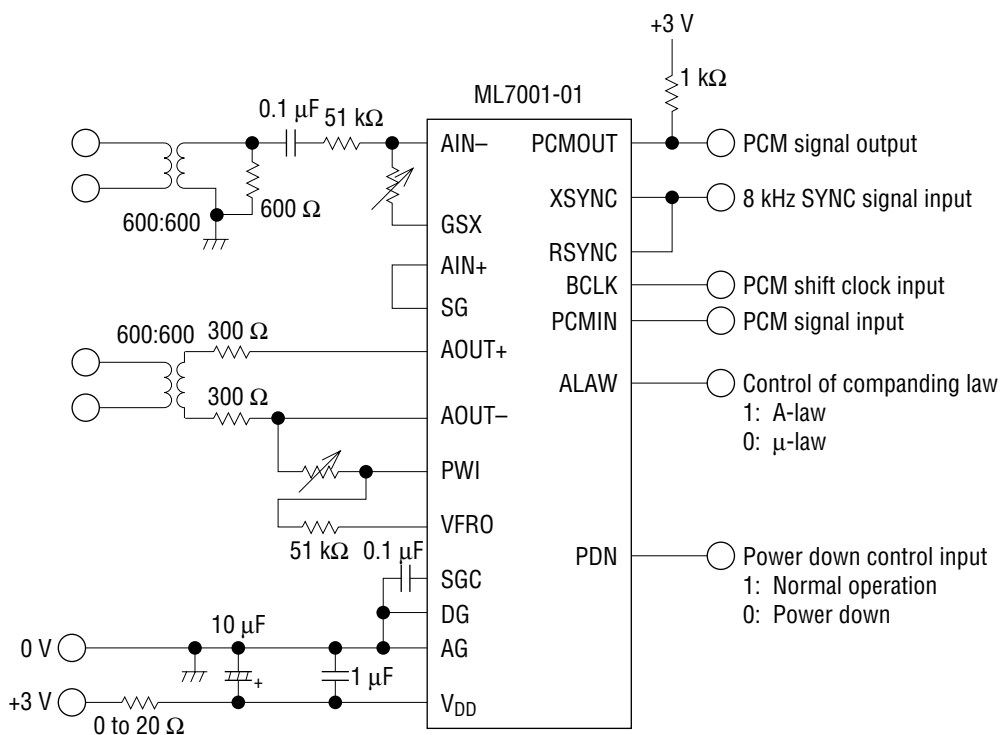 +3 V
1 kΩ
ML7001-01
0.1 μF
51 kΩ
AIN–
PCMOUT
PCM signal output
XSYNC
8 kHz SYNC signal input
600 Ω
600:600
GSX
RSYNC
AIN+
BCLK
PCM shift clock input
SG
PCMIN
PCM signal input
600:600
300 Ω
AOUT+
ALAW
Control of companding law
1: A-law
0: μ-law
300 Ω
AOUT–
PWI
VFRO
51 kΩ
0.1 μF
PDN
Power down control input
1: Normal operation
0: Power down
SGC
DG
10 μF
0 V
AG
+
1 μF
+3 V
VDD
0 to 20 Ω